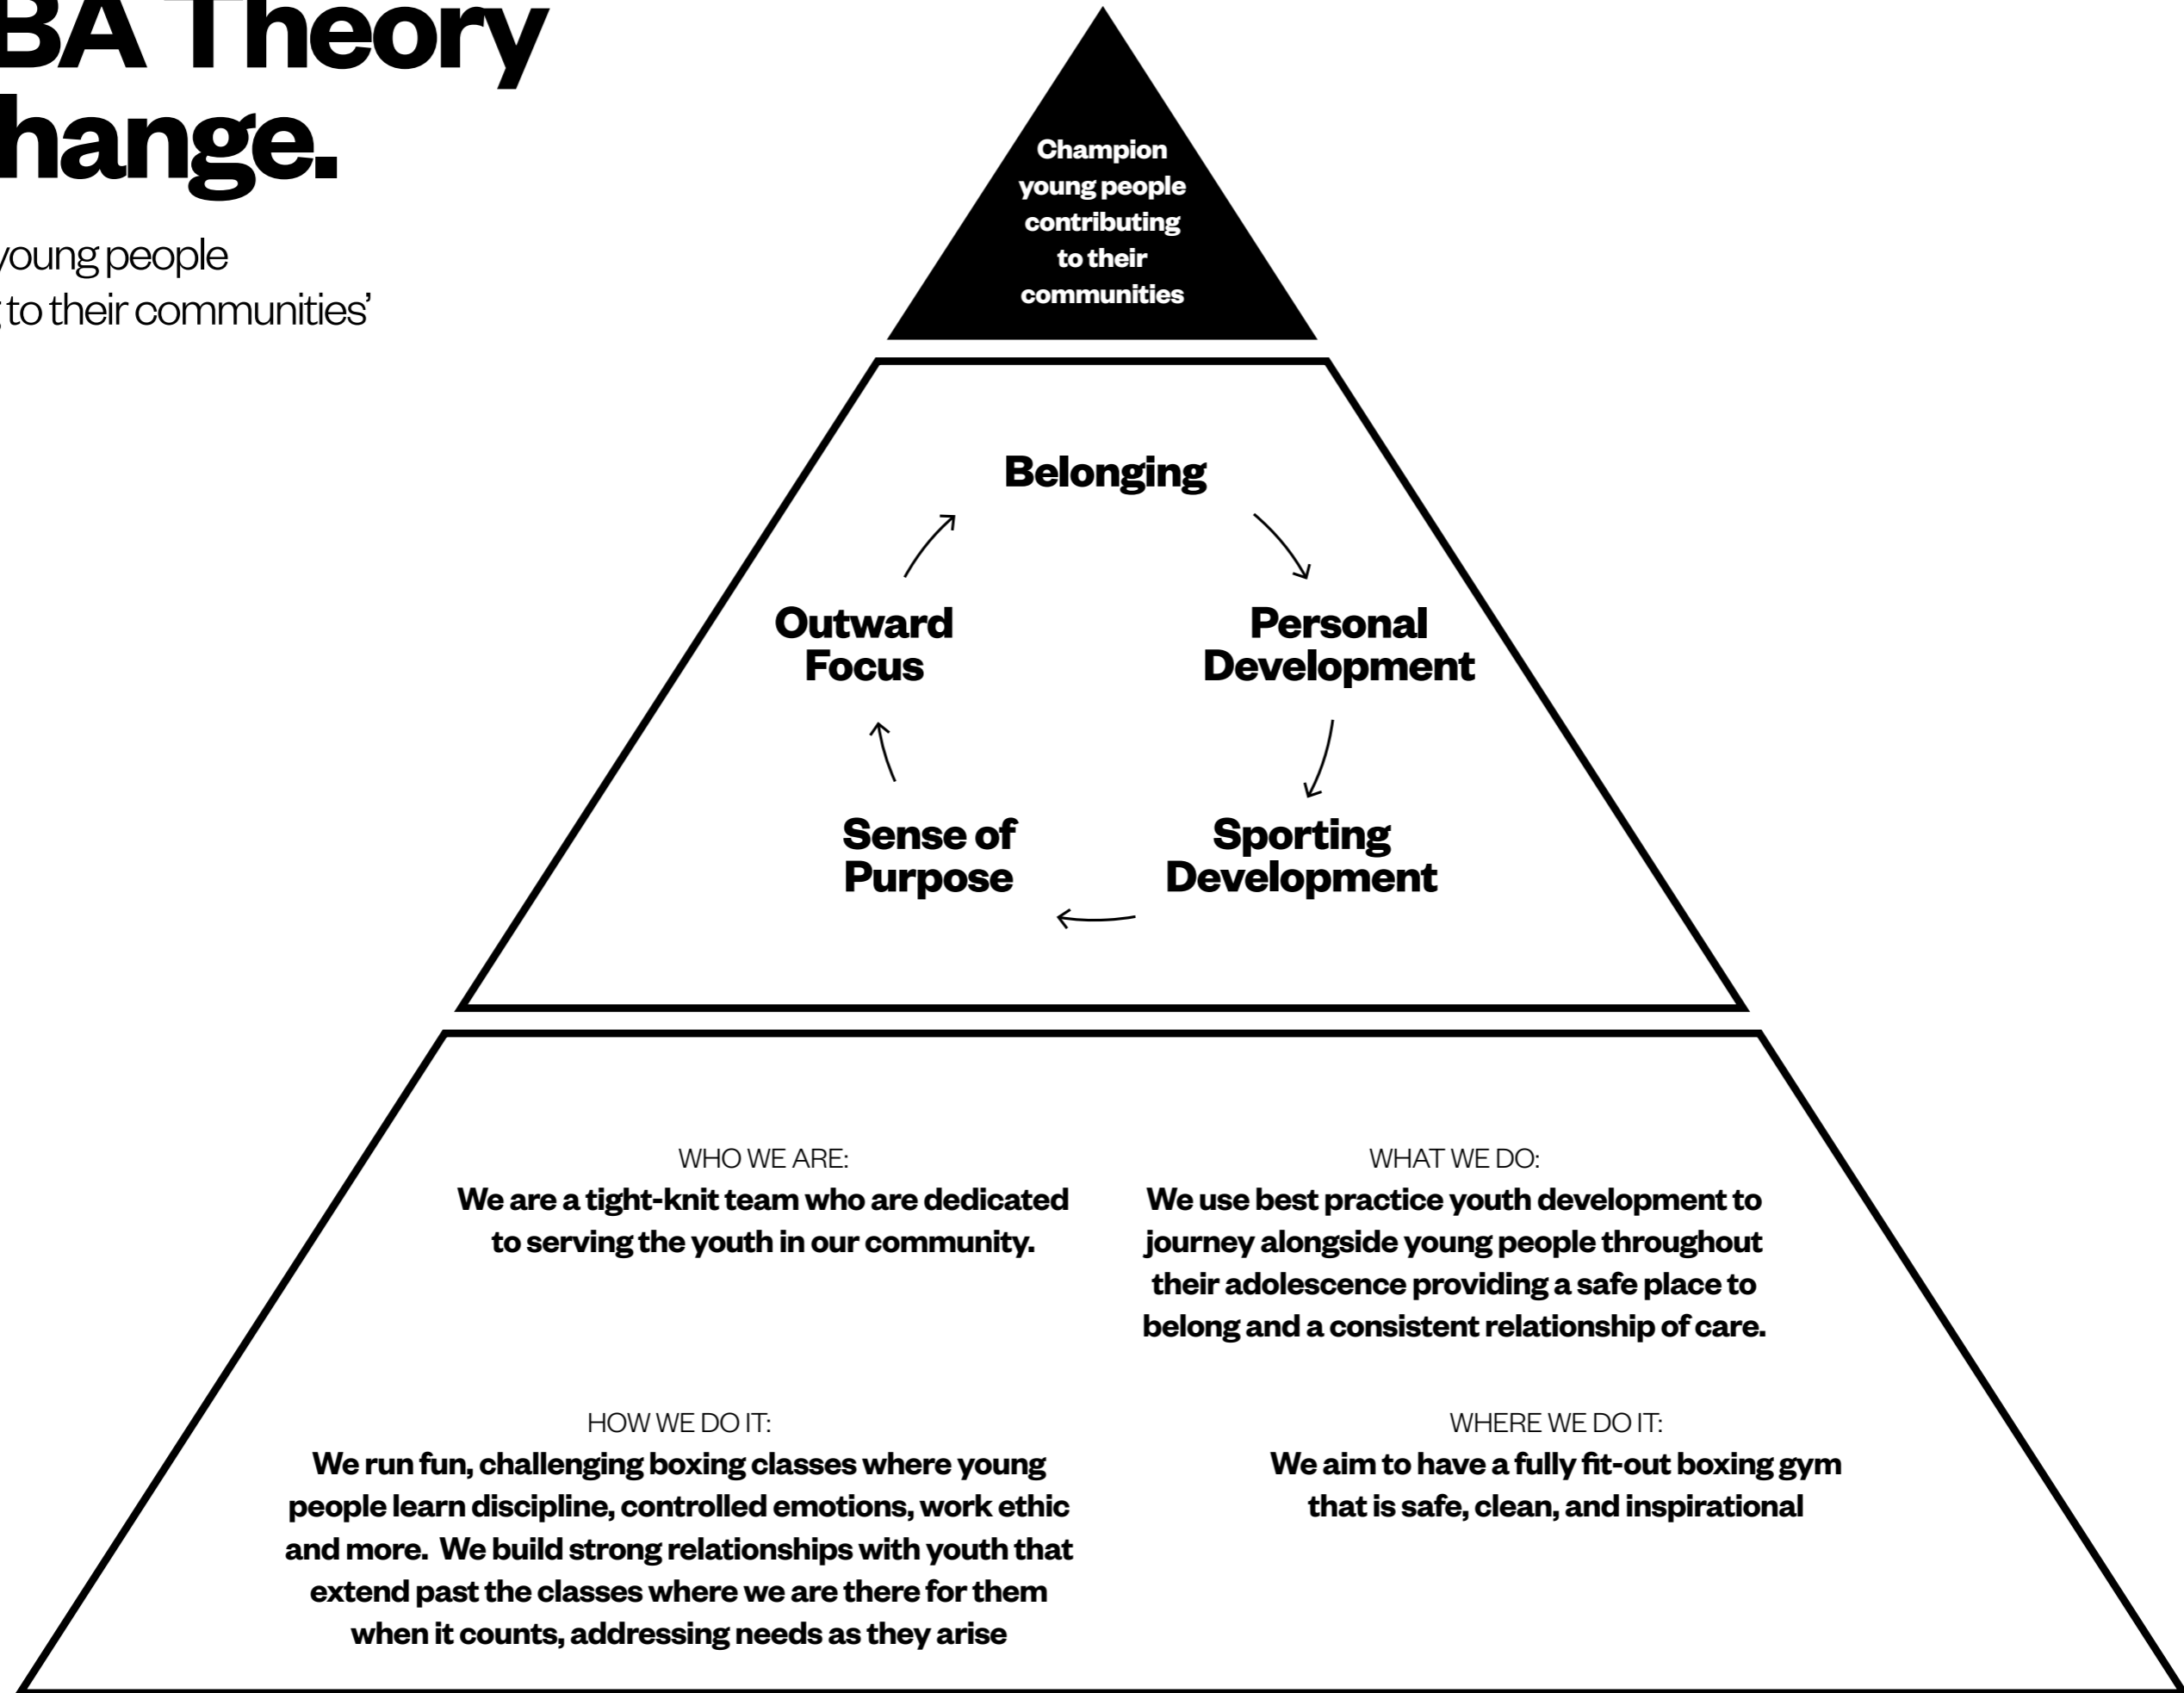 BA Theory
hange.
young people
to their communities’
Champion
young people
contributing
to their
communities
Belonging
Outward
Focus
Personal
Development
Sense of
Purpose
Sporting
Development
WHO WE ARE:
We are a tight-knit team who are dedicated
to serving the youth in our community.
WHAT WE DO:
We use best practice youth development to
journey alongside young people throughout
their adolescence providing a safe place to
belong and a consistent relationship of care.
HOW WE DO IT:
We run fun, challenging boxing classes where young
people learn discipline, controlled emotions, work ethic
and more.  We build strong relationships with youth that
extend past the classes where we are there for them
when it counts, addressing needs as they arise
WHERE WE DO IT:
We aim to have a fully fit-out boxing gym
that is safe, clean, and inspirational